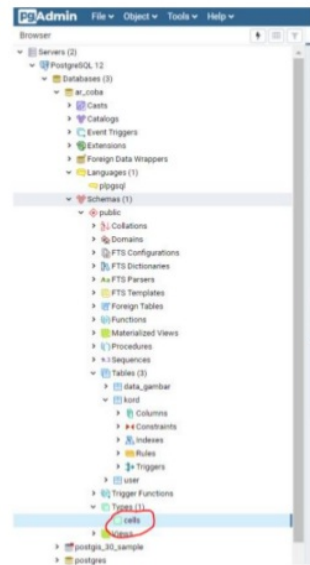 pgAdmin File Object Tools Help
Browser
Servers (2)
PostgreSQL 12
Databases (3)
ar_coba
Casts
Catalogs
Event Triggers
Extensions
Foreign Data Wrappers
Languages (1)
plpgsql
Schemas (1)
public
Collations
Domains
FTS Configurations
FTS Dictionaries
FTS Parsers
FTS Templates
Foreign Tables
Functions
Materialized Views
Procedures
Sequences
Tables (3)
data_gambar
kord
Columns
Constraints
Indexes
Rules
Triggers
user
Trigger Functions
Types (1)
cells
Views
postgis_30_sample
postgres